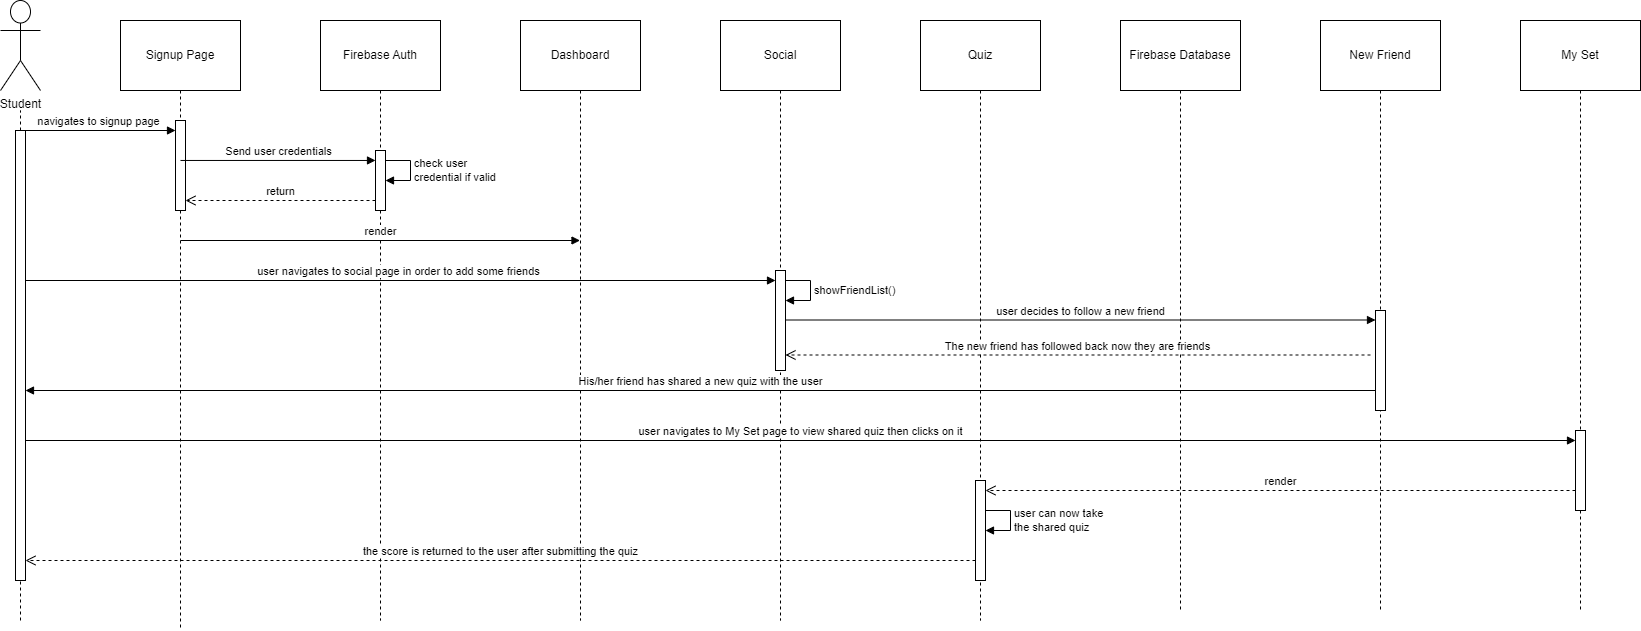 Signup Page
Firebase Auth
Dashboard
Social
Quiz
Firebase Database
New Friend
My Set
Student
navigates to signup page
Send user credentials
check user
credential if valid
return
render
user navigates to social page in order to add some friends
showFriendList()
user decides to follow a new friend
The new friend has followed back now they are friends
His/her friend has shared a new quiz with the user
user navigates to My Set page to view shared quiz then clicks on it
render
user can now take
the shared quiz
the score is returned to the user after submitting the quiz